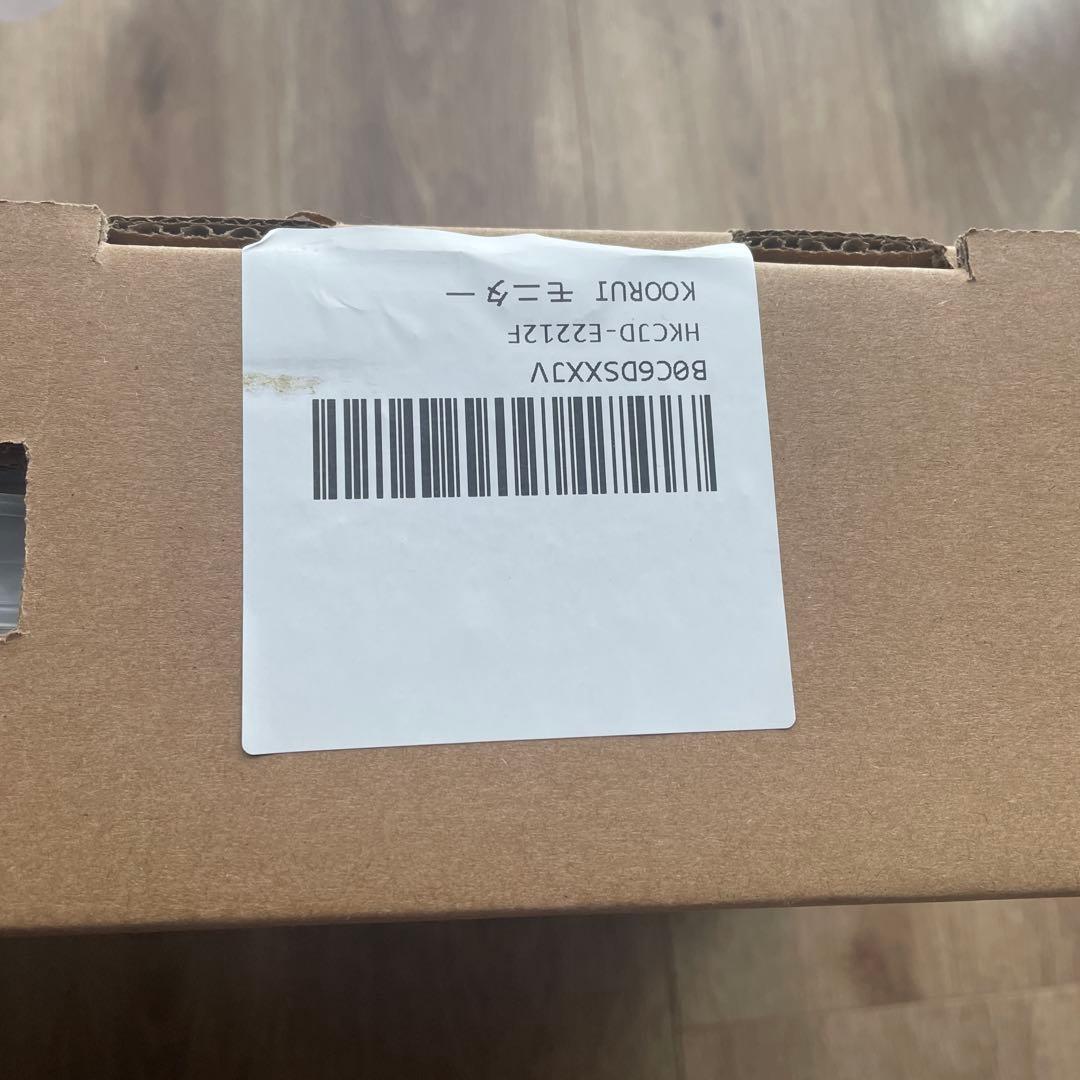 B0C6DSXXJV
HKCJD-E2212F
KOORUI モニター